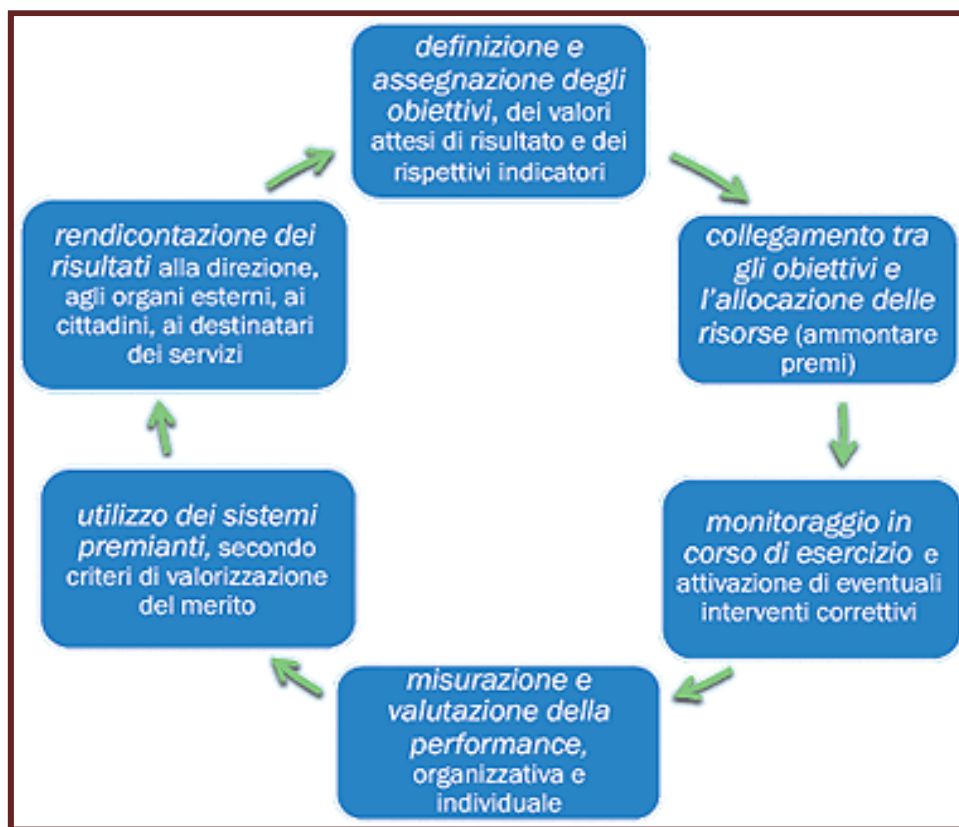 definizione e
assegnazione degli
obiettivi, dei valori
attesi di risultato e dei
rispettivi indicatori
collegamento tra
gli obiettivi e
l'allocazione delle
risorse (ammontare
premi)
monitoraggio in
corso di esercizio e
attivazione di eventuali
interventi correttivi
misurazione e
valutazione della
performance,
organizzativa e
individuale
utilizzo dei sistemi
premianti, secondo
criteri di valorizzazione
del merito
rendicontazione dei
risultati alla direzione,
agli organi esterni, ai
cittadini, ai destinatari
dei servizi